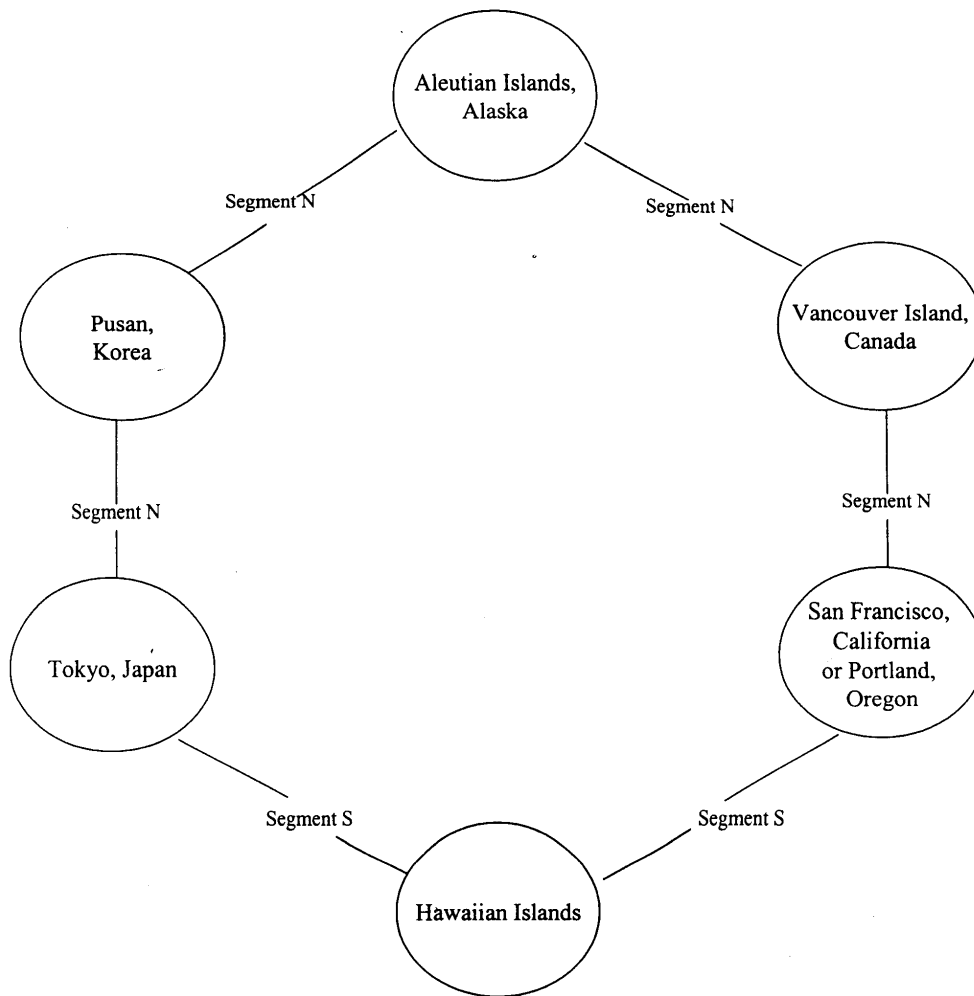 Aleutian Islands,
Alaska
Segment N
Segment N
Pusan,
Korea
Vancouver Island,
Canada
Segment N
Segment N
Tokyo, Japan
San Francisco,
California
or Portland,
Oregon
Segment S
Segment S
Hawaiian Islands